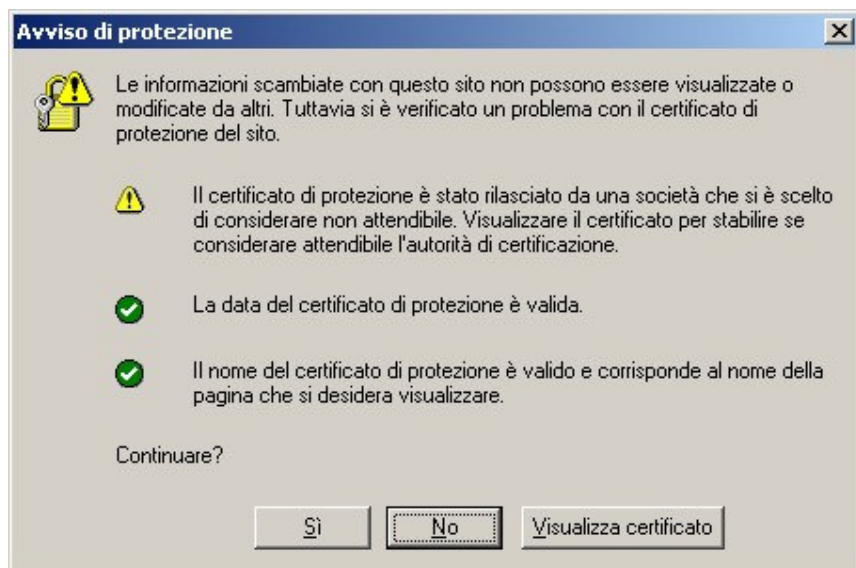 Avviso di protezione
Le informazioni scambiate con questo sito non possono essere visualizzate o
modificate da altri. Tuttavia si è verificato un problema con il certificato di
protezione del sito.
Il certificato di protezione è stato rilasciato da una società che si è scelto
di considerare non attendibile. Visualizzare il certificato per stabilire se
considerare attendibile l'autorità di certificazione.
La data del certificato di protezione è valida.
Il nome del certificato di protezione è valido e corrisponde al nome della
pagina che si desidera visualizzare.
Continuare?
Sì No Visualizza certificato